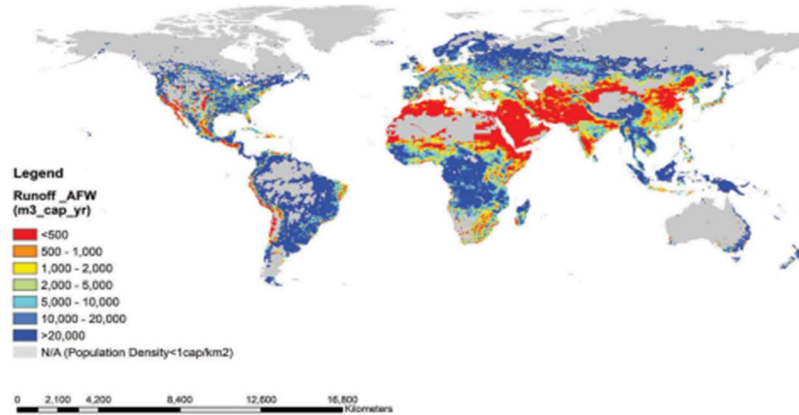 Legend
Runoff _AFW
(m3_cap_yr)
<500
500 - 1,000
1,000 - 2,000
2,000 - 5,000
5,000 - 10,000
10,000 - 20,000
>20,000
N/A (Population Density<1cap/km2)
0 2,100 4,200 8,400 12,600 16,800
Kilometers